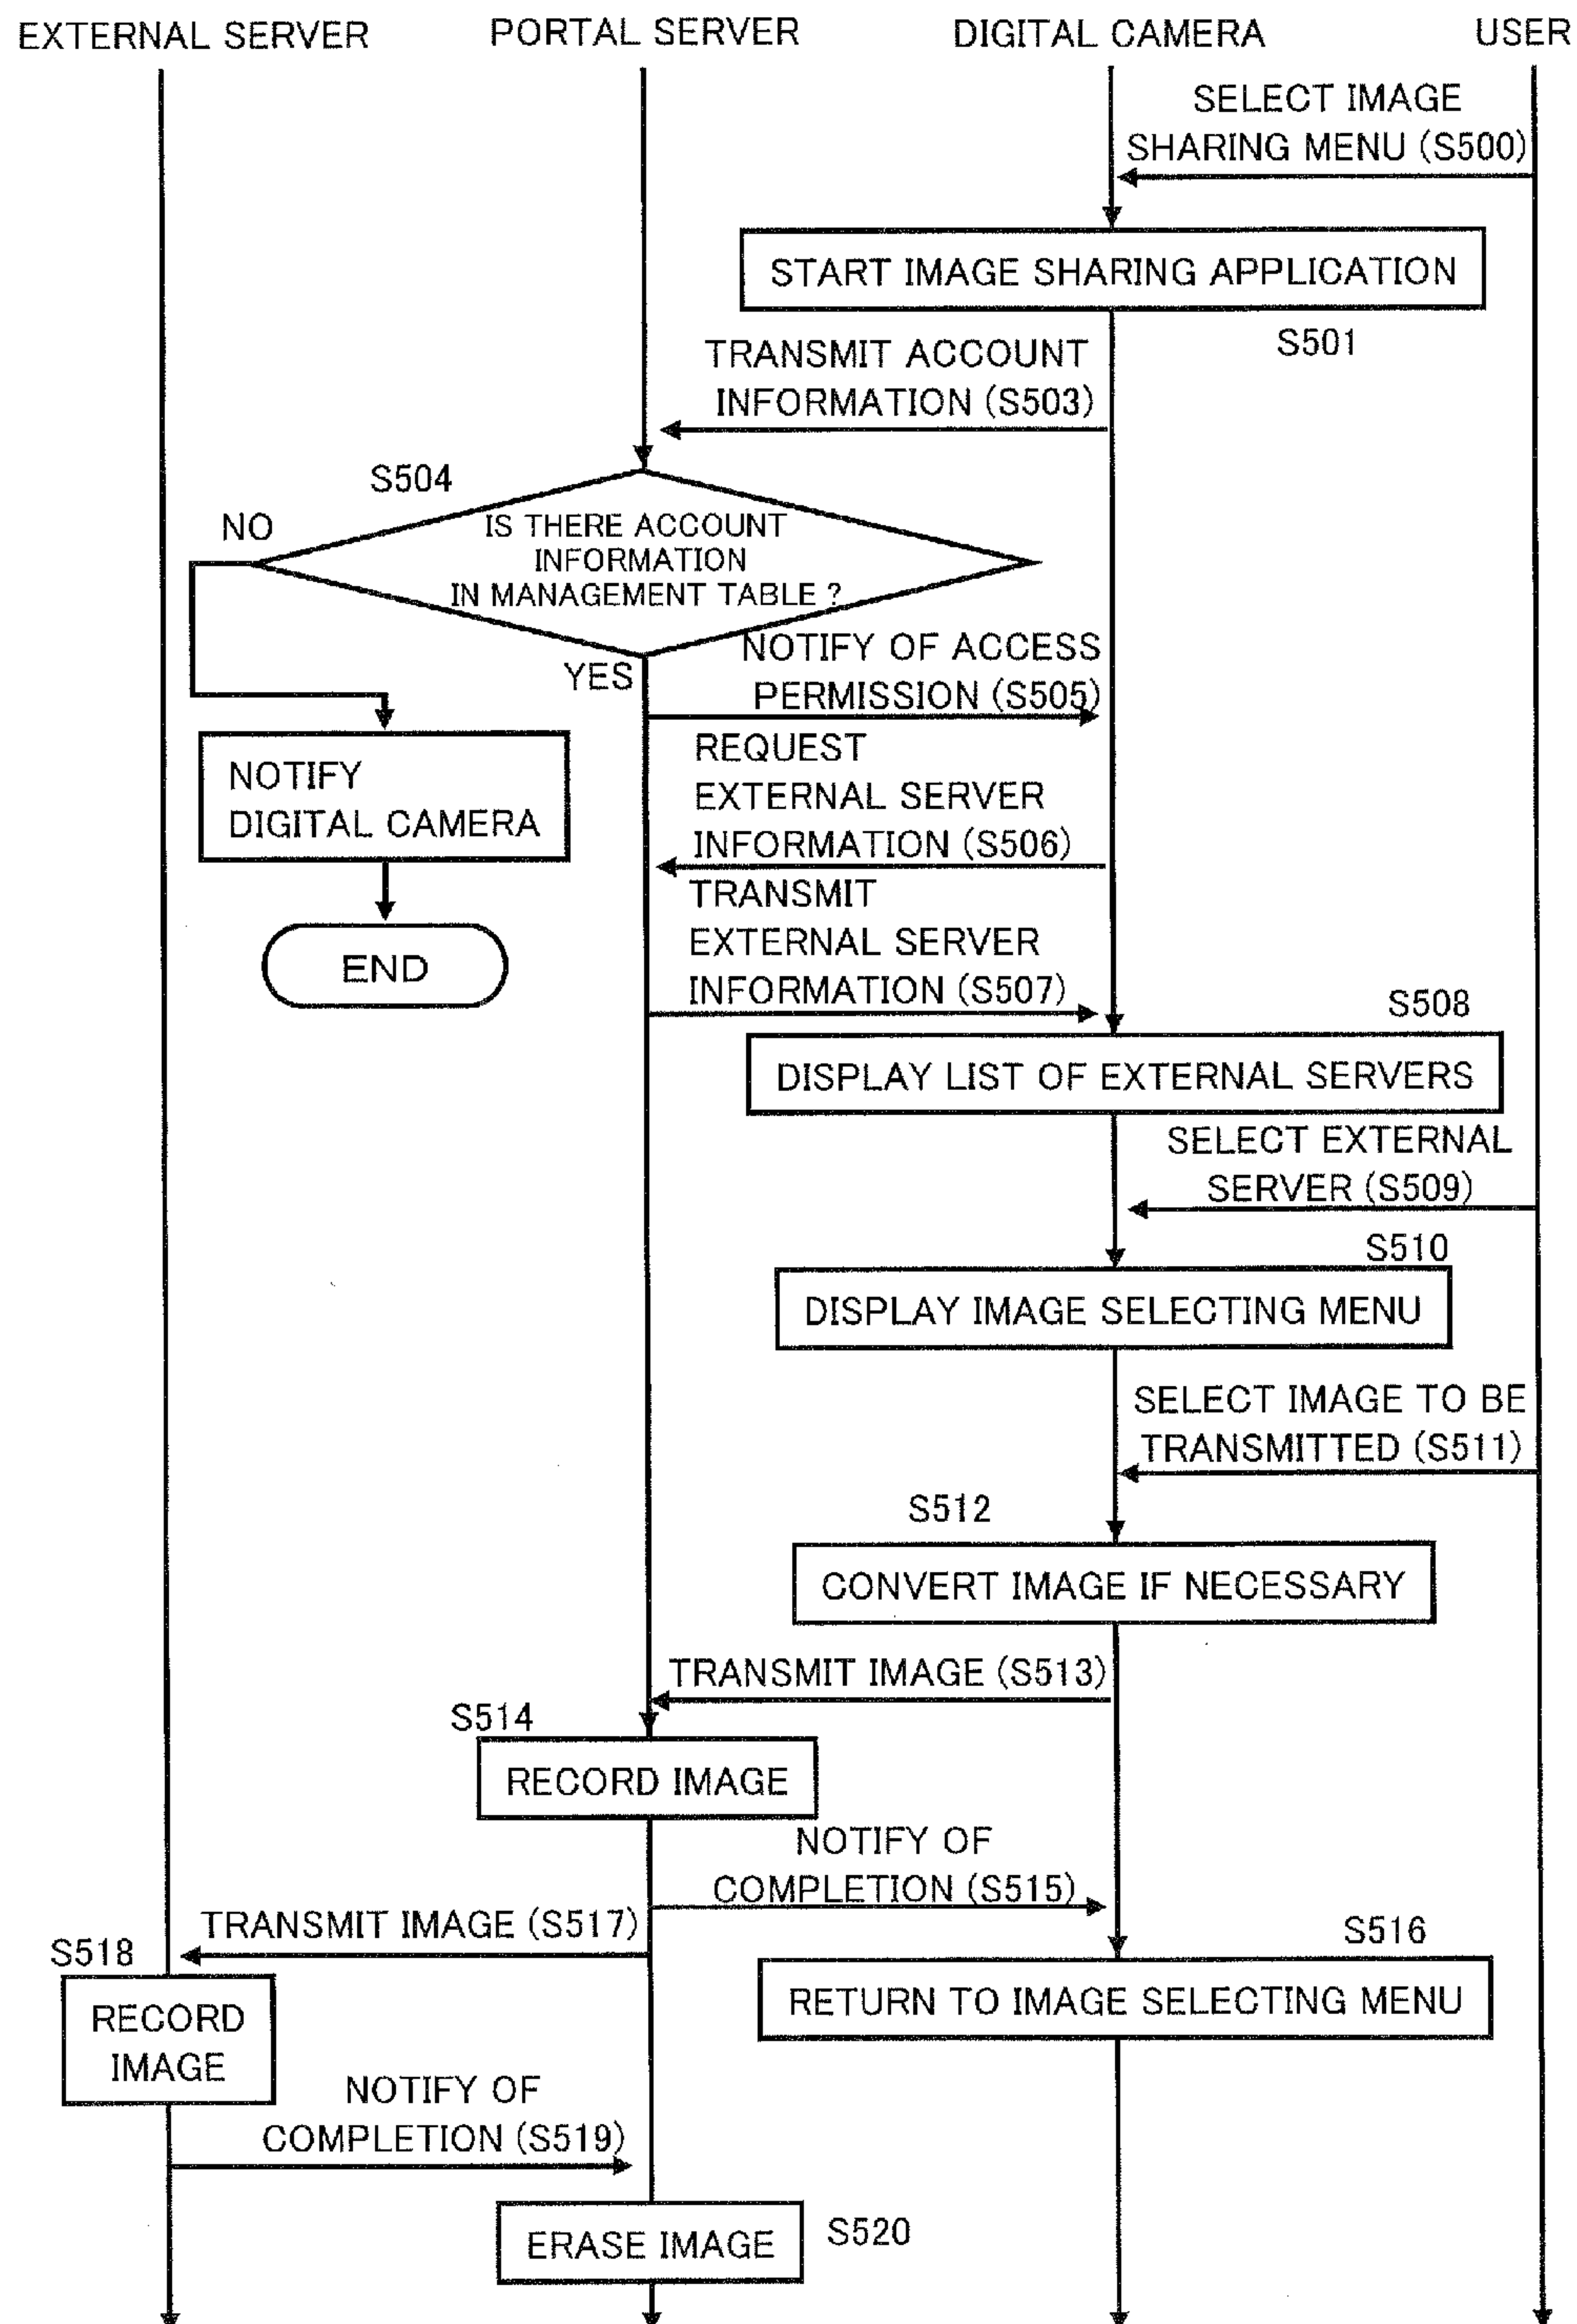 EXTERNAL SERVER
PORTAL SERVER
DIGITAL CAMERA
USER
SELECT IMAGE
SHARING MENU (S500)
START IMAGE SHARING APPLICATION
S501
TRANSMIT ACCOUNT
INFORMATION (S503)
S504
NO
IS THERE ACCOUNT
INFORMATION
IN MANAGEMENT TABLE ?
YES
NOTIFY OF ACCESS
PERMISSION (S505)
NOTIFY
DIGITAL CAMERA
END
REQUEST
EXTERNAL SERVER
INFORMATION (S506)
TRANSMIT
EXTERNAL SERVER
INFORMATION (S507)
S508
DISPLAY LIST OF EXTERNAL SERVERS
SELECT EXTERNAL
SERVER (S509)
S510
DISPLAY IMAGE SELECTING MENU
SELECT IMAGE TO BE
TRANSMITTED (S511)
S512
CONVERT IMAGE IF NECESSARY
TRANSMIT IMAGE (S513)
S514
RECORD IMAGE
NOTIFY OF
COMPLETION (S515)
TRANSMIT IMAGE (S517)
S516
RETURN TO IMAGE SELECTING MENU
S518
RECORD
IMAGE
NOTIFY OF
COMPLETION (S519)
ERASE IMAGE
S520